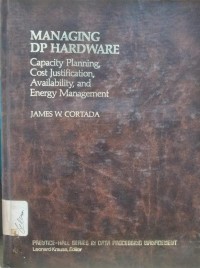 MANAGING
DP HARDWARE
Capacity Planning,
Cost Justification,
Availability, and
Energy Management
JAMES W. CORTADA
PRENTICE-HALL SERIES IN DATA PROCESSING MANAGEMENT
Leonard Krauss, Editor